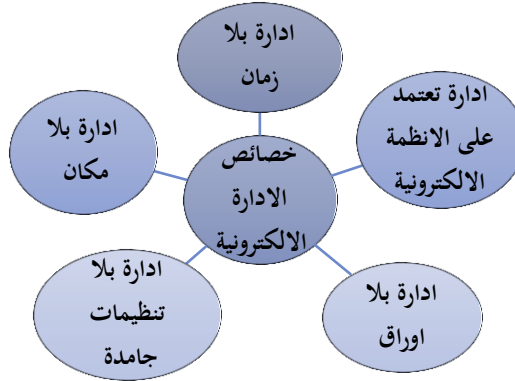 ادارة بلا
زمان
ادارة تعتمد
على الانظمة
الالكترونية
ادارة بلا
مكان
خصائص
الادارة
الالكترونية
ادارة بلا
تنظيمات
جامدة
ادارة بلا
اوراق